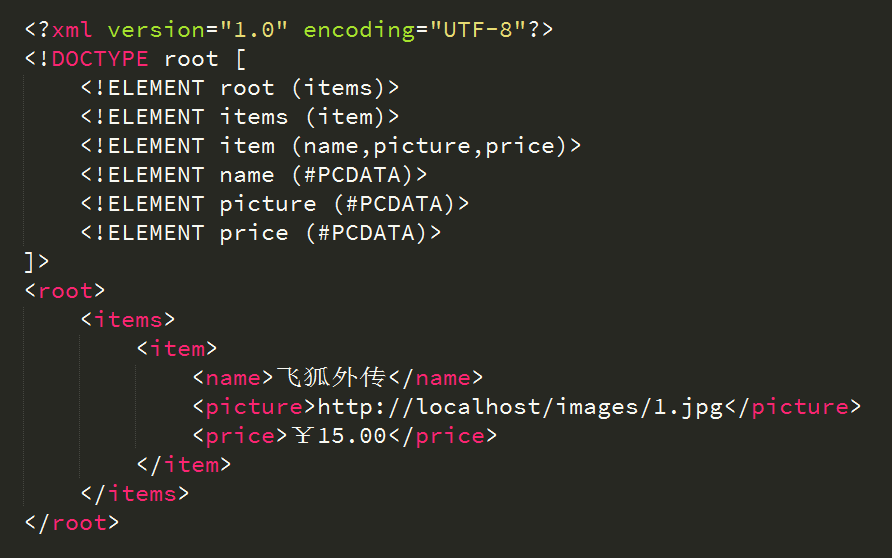 <?xml version="1.0" encoding="UTF-8"?>
<!DOCTYPE root [
    <!ELEMENT root (items)>
    <!ELEMENT items (item)>
    <!ELEMENT item (name,picture,price)>
    <!ELEMENT name (#PCDATA)>
    <!ELEMENT picture (#PCDATA)>
    <!ELEMENT price (#PCDATA)>
]>
<root>
    <items>
        <item>
            <name>飞狐外传</name>
            <picture>http://localhost/images/1.jpg</picture>
            <price>￥15.00</price>
        </item>
    </items>
</root>